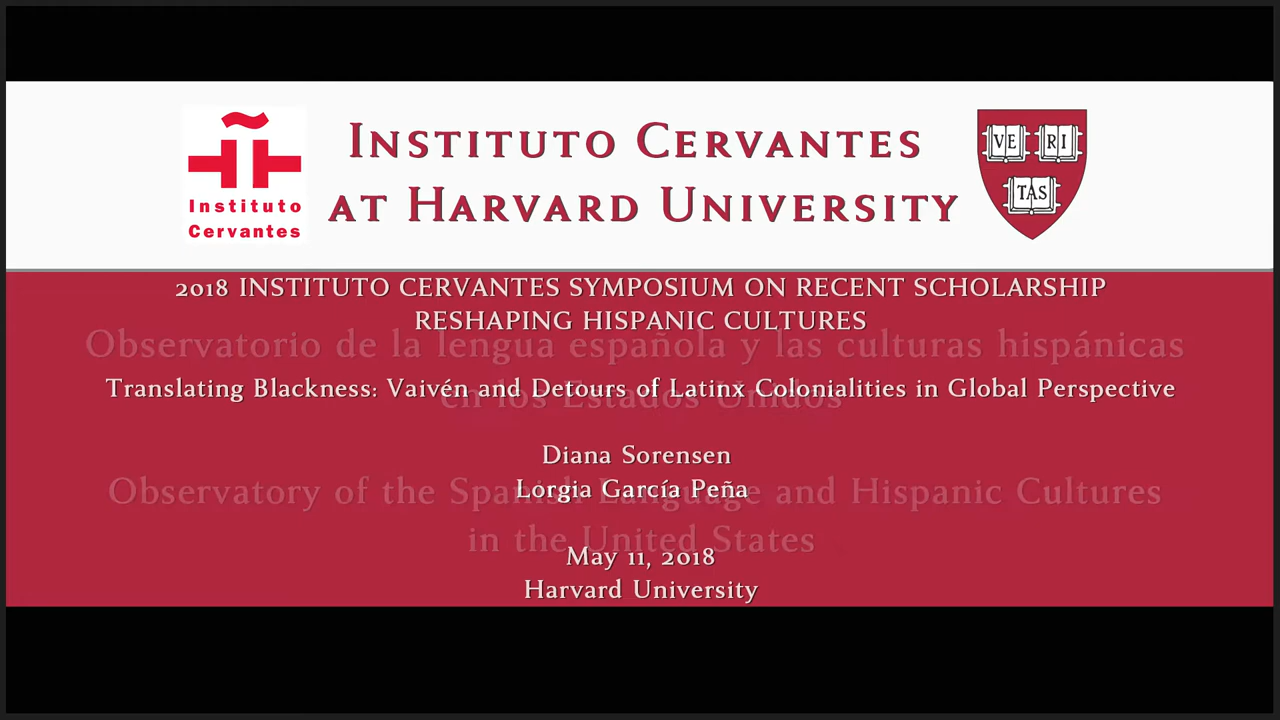 Instituto
Cervantes
INSTITUTO CERVANTES
AT HARVARD UNIVERSITY
VE RI
TAS
2018 INSTITUTO CERVANTES SYMPOSIUM ON RECENT SCHOLARSHIP
RESHAPING HISPANIC CULTURES
Observatorio de la lengua española y las culturas hispánicas
en los Estados Unidos
Translating Blackness: Vaivén and Detours of Latinx Colonialities in Global Perspective
Diana Sorensen
Lorgia García Peña
Observatory of the Spanish Language and Hispanic Cultures
in the United States
May 11, 2018
Harvard University